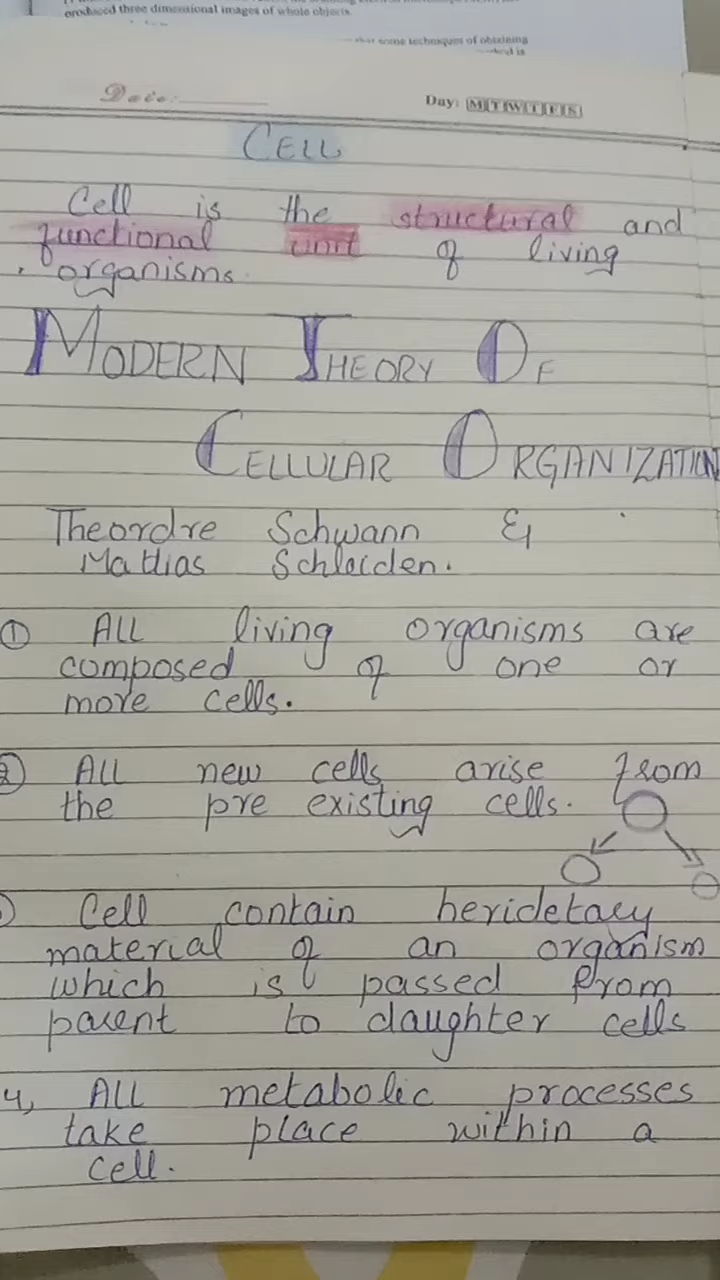 produced three dimensional images of whole objects.
some techniques of obtaining
Date:
Day: M T W T F S
CELL
Cell is the structural and
functional unit of living
organisms.
MODERN THEORY OF
CELLULAR ORGANIZATION
Theordre Schwann &
Mattias Schleiden.
① All living organisms are
composed of one or
more cells.
2 All new cells arise from
the pre existing cells.
Cell contain heridetary
material of an organism
which is passed from
parent to daughter cells
4, All metabolic processes
take place within a
cell.